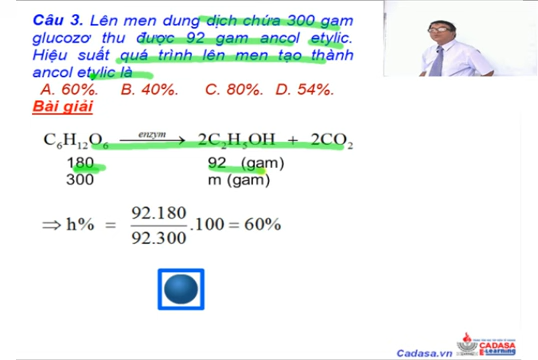 Câu 3. Lên men dung dịch chứa 300 gam
glucozơ thu được 92 gam ancol etylic.
Hiệu suất quá trình lên men tạo thành
ancol etylic là
A. 60%. B. 40%. C. 80%. D. 54%.
Bài giải
C₆H₁₂O₆ —enzym→ 2C₂H₅OH + 2CO₂
180 92 (gam)
300 m (gam)
⇒ h% = 92.180 / 92.300 .100 = 60%
CADASA
E-Learning
Cadasa.vn